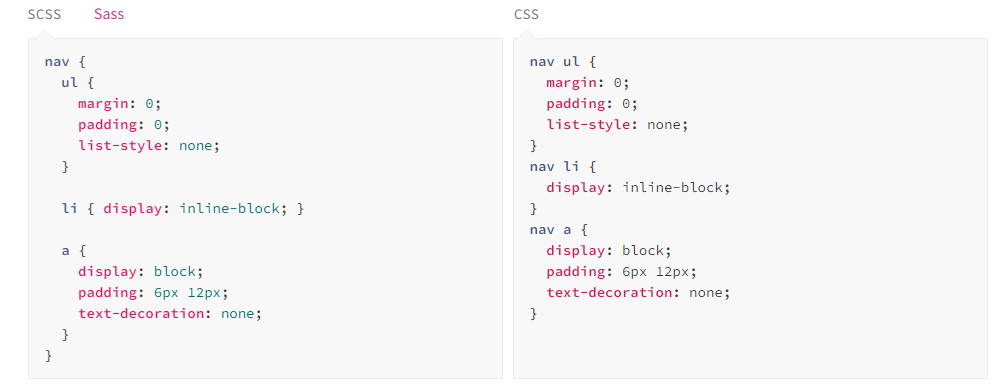 SCSS Sass
nav {
  ul {
    margin: 0;
    padding: 0;
    list-style: none;
  }

  li { display: inline-block; }

  a {
    display: block;
    padding: 6px 12px;
    text-decoration: none;
  }
}
CSS
nav ul {
  margin: 0;
  padding: 0;
  list-style: none;
}
nav li {
  display: inline-block;
}
nav a {
  display: block;
  padding: 6px 12px;
  text-decoration: none;
}